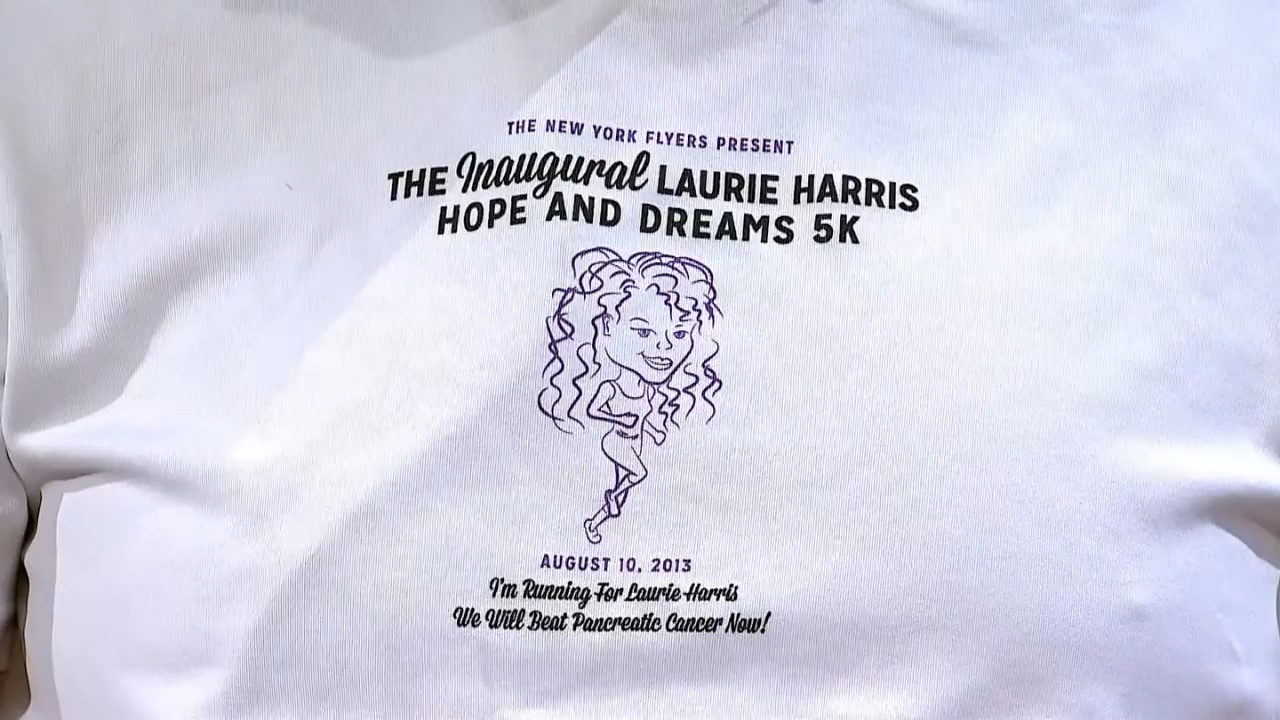 THE NEW YORK FLYERS PRESENT
THE Inaugural LAURIE HARRIS
HOPE AND DREAMS 5K
AUGUST 10, 2013
I'm Running For Laurie Harris
We Will Beat Pancreatic Cancer Now!